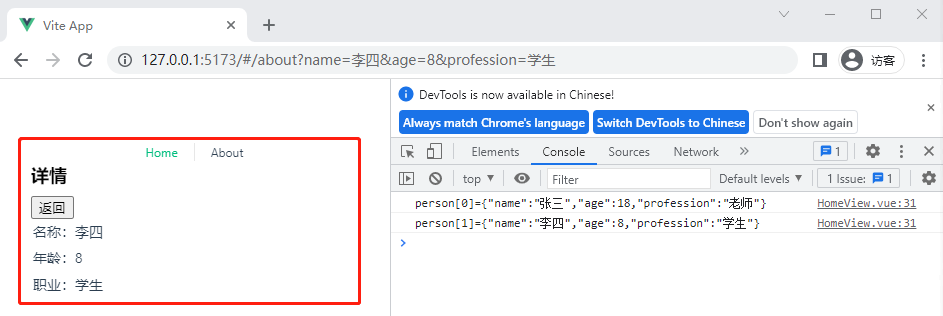 Vite App
127.0.0.1:5173/#/about?name=李四&age=8&profession=学生
访客
DevTools is now available in Chinese!
Always match Chrome's language
Switch DevTools to Chinese
Don't show again
Elements
Console
Sources
Network
1
top
Filter
Default levels
1 Issue:
1
person[0]={"name":"张三","age":18,"profession":"老师"}
HomeView.vue:31
person[1]={"name":"李四","age":8,"profession":"学生"}
HomeView.vue:31
Home
About
详情
返回
名称：李四
年龄：8
职业：学生